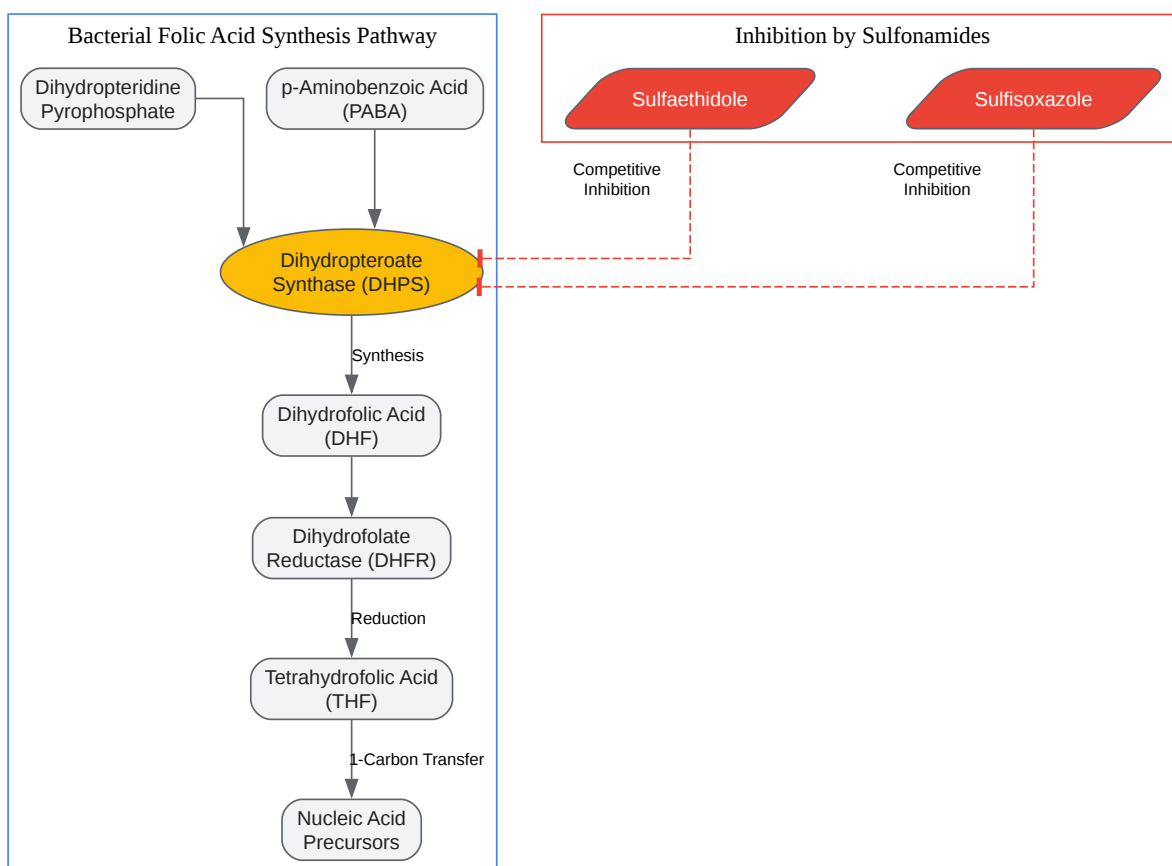 Bacterial Folic Acid Synthesis Pathway
Dihydropteridine
Pyrophosphate
p-Aminobenzoic Acid
(PABA)
Dihydropteroate
Synthase (DHPS)
Synthesis
Dihydrofolic Acid
(DHF)
Dihydrofolate
Reductase (DHFR)
Reduction
Tetrahydrofolic Acid
(THF)
1-Carbon Transfer
Nucleic Acid
Precursors
Inhibition by Sulfonamides
Sulfaethidole
Sulfisoxazole
Competitive
Inhibition
Competitive
Inhibition